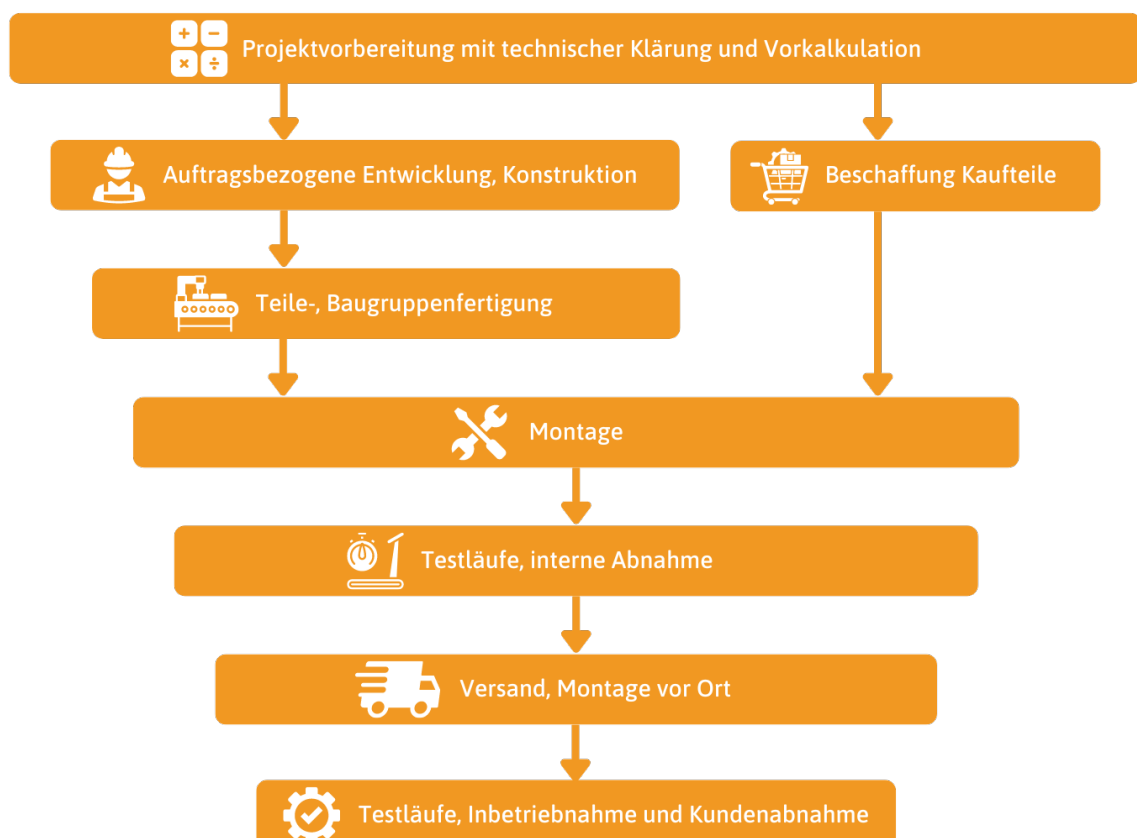 Projektvorbereitung mit technischer Klärung und Vorkalkulation
Auftragsbezogene Entwicklung, Konstruktion
Beschaffung Kaufteile
Teile-, Baugruppenfertigung
Montage
Testläufe, interne Abnahme
Versand, Montage vor Ort
Testläufe, Inbetriebnahme und Kundenabnahme